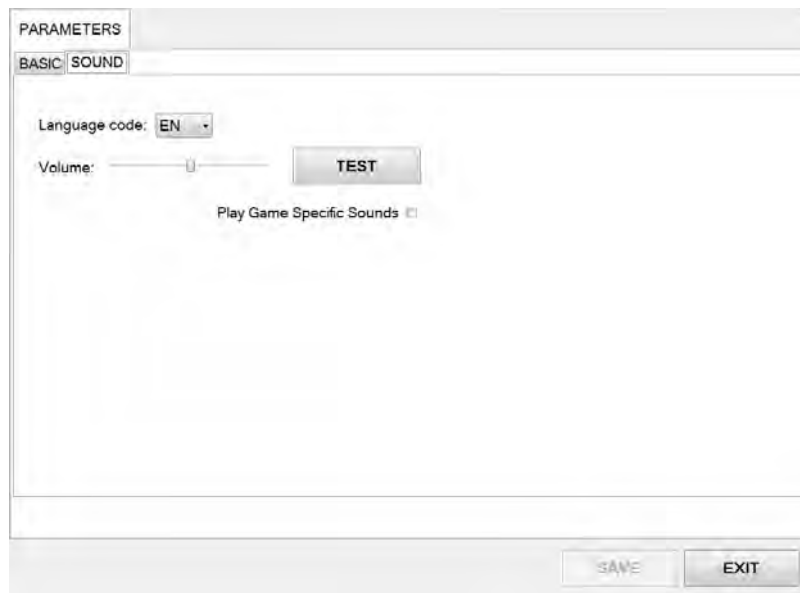 PARAMETERS
BASIC SOUND
Language code: EN
Volume: TEST
Play Game Specific Sounds
SAVE EXIT